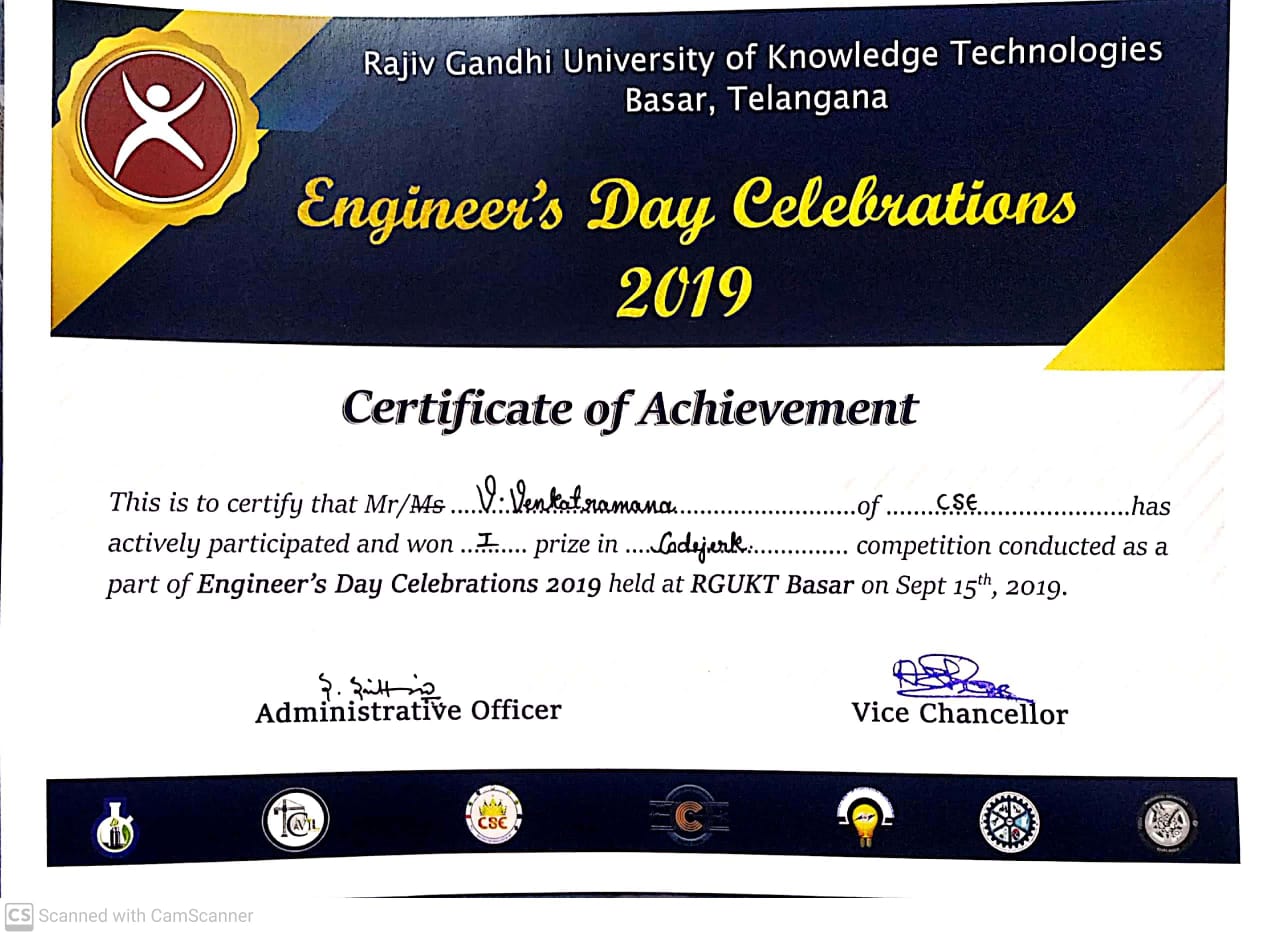 Rajiv Gandhi University of Knowledge Technologies
Basar, Telangana
Engineer's Day Celebrations
2019
Certificate of Achievement
This is to certify that Mr/Ms ....V. Venkatramana..............................of ........CSE.........................has
actively participated and won ...I...... prize in ....Codejerk............... competition conducted as a
part of Engineer's Day Celebrations 2019 held at RGUKT Basar on Sept 15th, 2019.
Administrative Officer
Vice Chancellor
CIVIL
CSE
C
CS Scanned with CamScanner